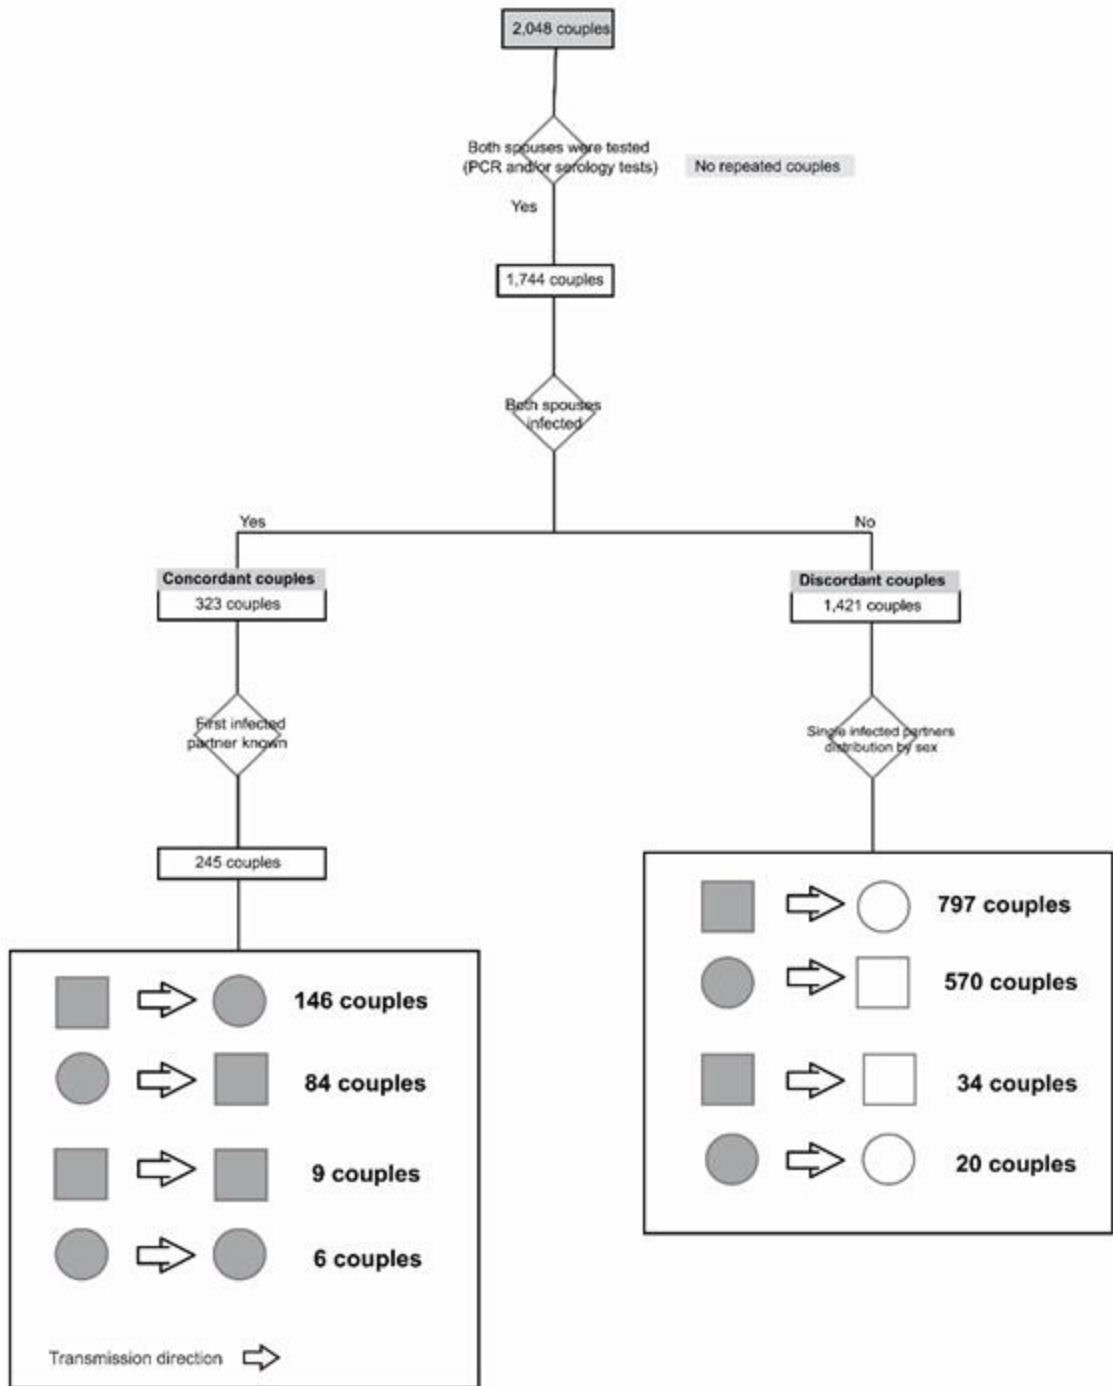 2,048 couples
Both spouses were tested
(PCR and/or serology tests)
No repeated couples
Yes
1,744 couples
Both spouses
infected
Yes
No
Concordant couples
323 couples
Discordant couples
1,421 couples
First infected
partner known
Single infected partners
distribution by sex
245 couples
797 couples
570 couples
34 couples
20 couples
146 couples
84 couples
9 couples
6 couples
Transmission direction